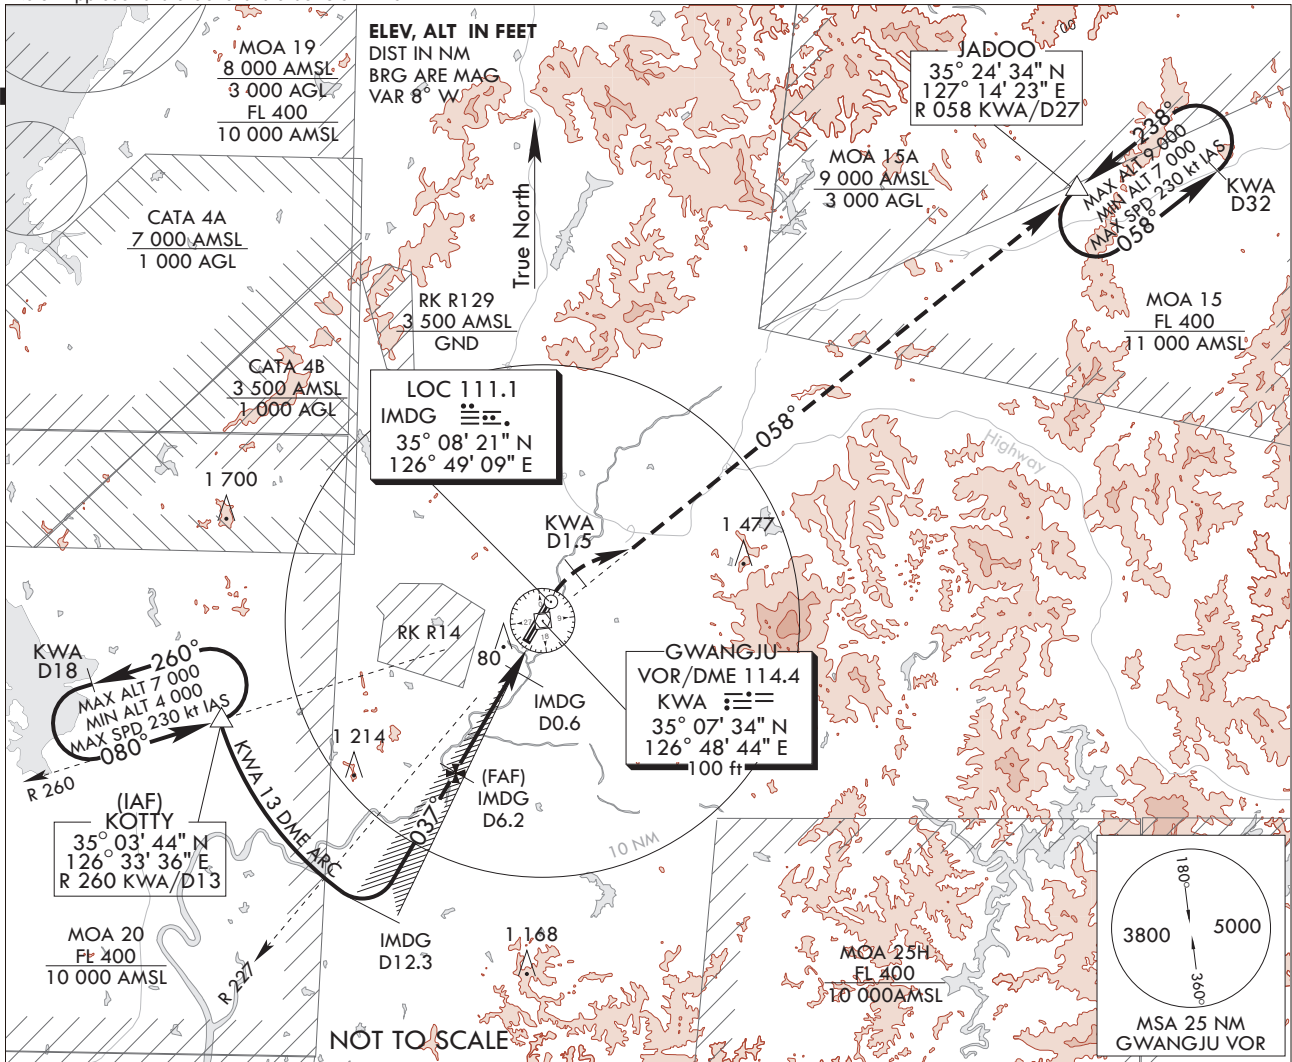 ELEV, ALT IN FEET
DIST IN NM
BRG ARE MAG
VAR 8° W
MOA 19
8 000 AMSL
3 000 AGL
FL 400
10 000 AMSL
JADOO
35° 24' 34" N
127° 14' 23" E
R 058 KWA/D27
True North
MOA 15A
9 000 AMSL
3 000 AGL
238°
MAX ALT 9 000
MIN ALT 7 000
MAX SPD 230 kt IAS
058°
KWA
D32
CATA 4A
7 000 AMSL
1 000 AGL
RK R129
3 500 AMSL
GND
MOA 15
FL 400
11 000 AMSL
CATA 4B
3 500 AMSL
1 000 AGL
LOC 111.1
IMDG
35° 08' 21" N
126° 49' 09" E
058°
Highway
1 700
KWA
D1.5
1 477
RK R14
27
9
18
80
KWA
D18
260°
MAX ALT 7 000
MIN ALT 4 000
MAX SPD 230 kt IAS
080°
R 260
GWANGJU
VOR/DME 114.4
KWA
35° 07' 34" N
126° 48' 44" E
100 ft
IMDG
D0.6
1 214
KWA 13 DME ARC
(FAF)
IMDG
D6.2
037°
(IAF)
KOTTY
35° 03' 44" N
126° 33' 36" E
R 260 KWA/D13
10 NM
MOA 20
FL 400
10 000 AMSL
R 227
IMDG
D12.3
1 168
MOA 25H
FL 400
10 000AMSL
180°
3800
5000
360°
MSA 25 NM
GWANGJU VOR
NOT TO SCALE